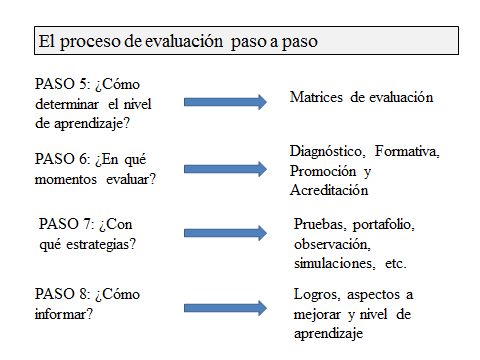 El proceso de evaluación paso a paso
PASO 5: ¿Cómo
determinar el nivel
de aprendizaje?
Matrices de evaluación
PASO 6: ¿En qué
momentos evaluar?
Diagnóstico, Formativa,
Promoción y
Acreditación
PASO 7: ¿Con
qué estrategias?
Pruebas, portafolio,
observación,
simulaciones, etc.
PASO 8: ¿Cómo
informar?
Logros, aspectos a
mejorar y nivel de
aprendizaje